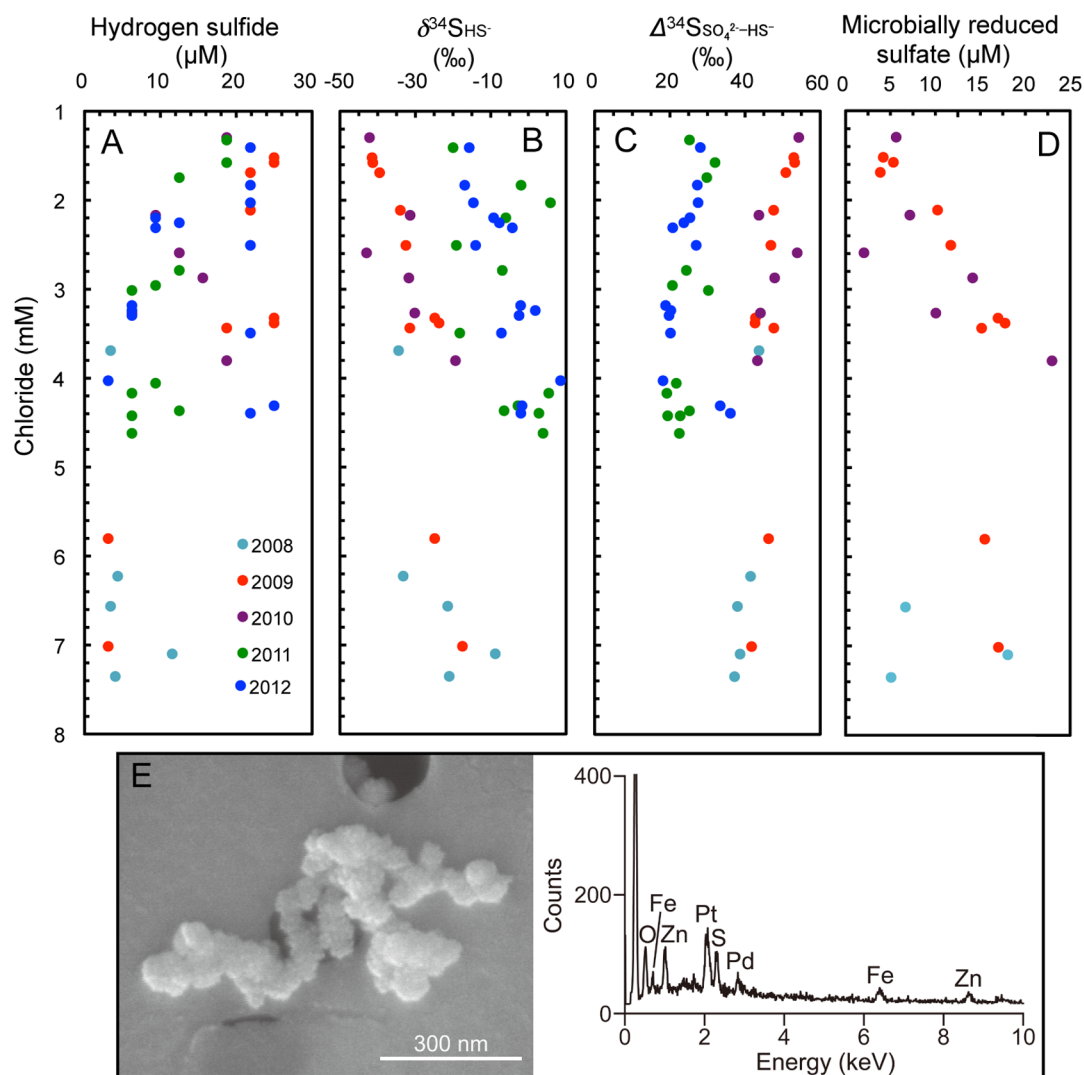 Hydrogen sulfide
(µM)
0 10 20 30
δ³⁴S_HS⁻
(‰)
-50 -30 -10 10
Δ³⁴S_SO₄²⁻–HS⁻
(‰)
0 20 40 60
Microbially reduced
sulfate (µM)
0 5 10 15 20 25
Chloride (mM)
1
2
3
4
5
6
7
8
A
B
C
D
2008
2009
2010
2011
2012
E
300 nm
Counts
400
200
0
O
Fe
Zn
Pt
S
Pd
Fe
Zn
0 2 4 6 8 10
Energy (keV)